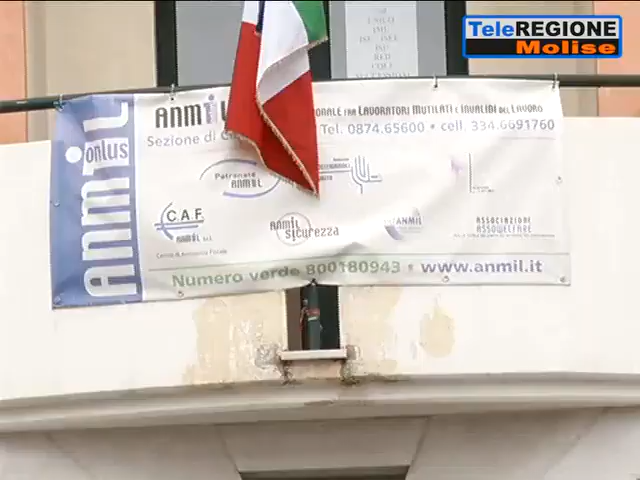 TeleREGIONE
Molise
anmil onlus
ANMIL
ONALE FRA LAVORATORI MUTILATI E INVALIDI DEL LAVORO
Sezione di
Tel. 0874.65600 • cell. 334.6691760
Patronato
ANMIL
C.A.F.
ANMIL s.r.l.
ANMIL
sicurezza
ANMIL
ASSOCIAZIONE
ASSOWELFARE
Numero verde 800180943 • www.anmil.it